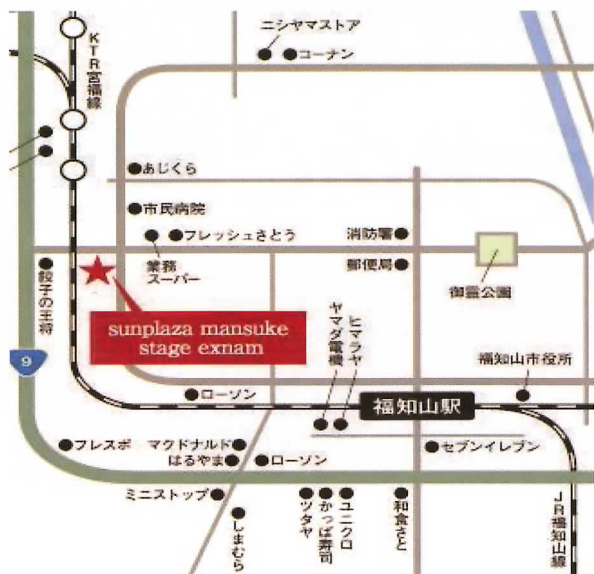 ニシヤマストア
コーナン
KTR宮福線
あじくら
市民病院
フレッシュさとう
業務
スーパー
消防署
郵便局
御霊公園
餃子の王将
sunplaza mansuke
stage exnam
ヤマダ電機
ヒマラヤ
福知山市役所
9
ローソン
福知山駅
フレスポ
マクドナルド
はるやま
ローソン
セブンイレブン
ミニストップ
しまむら
ツタヤ
かっぱ寿司
ユニクロ
和食さと
JR福知山線